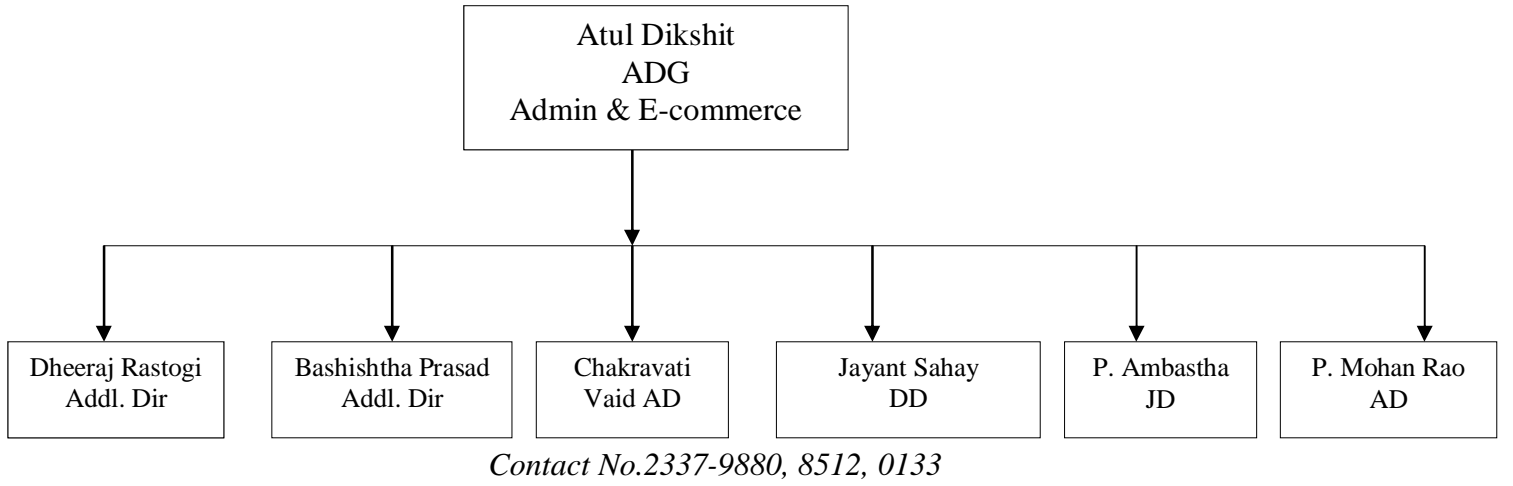 Atul Dikshit
ADG
Admin & E-commerce
Dheeraj Rastogi
Addl. Dir
Bashishtha Prasad
Addl. Dir
Chakravati
Vaid AD
Jayant Sahay
DD
P. Ambastha
JD
P. Mohan Rao
AD
Contact No.2337-9880, 8512, 0133